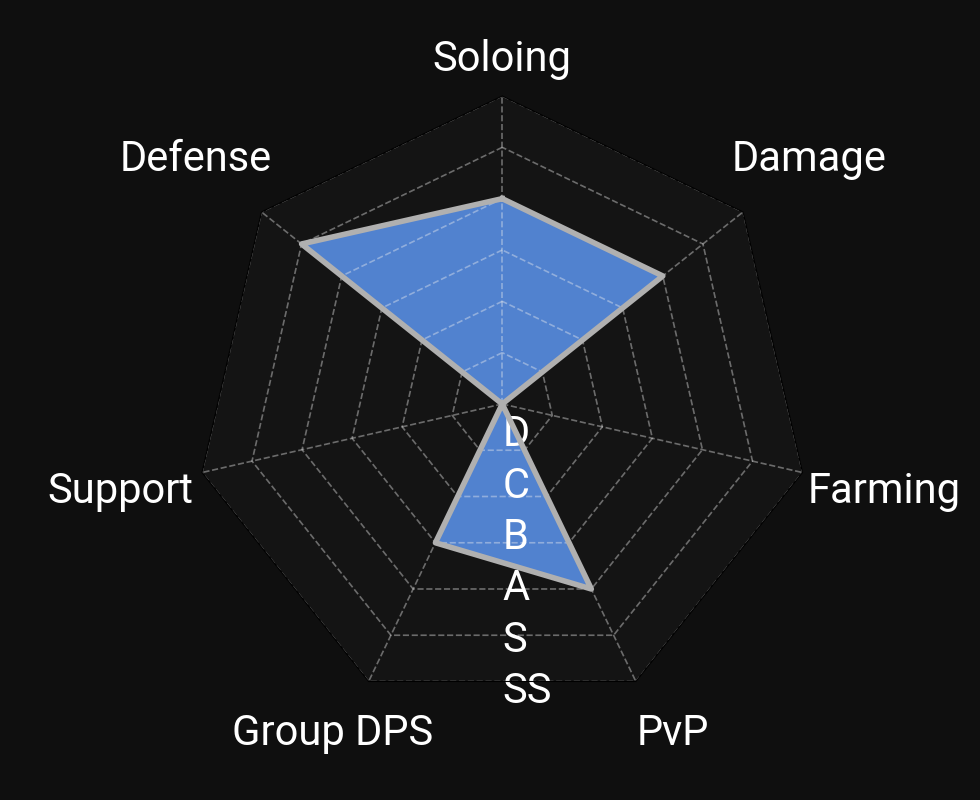 Soloing
Defense
Damage
D
C
Support
Farming
B
A
S
SS
Group DPS
PvP